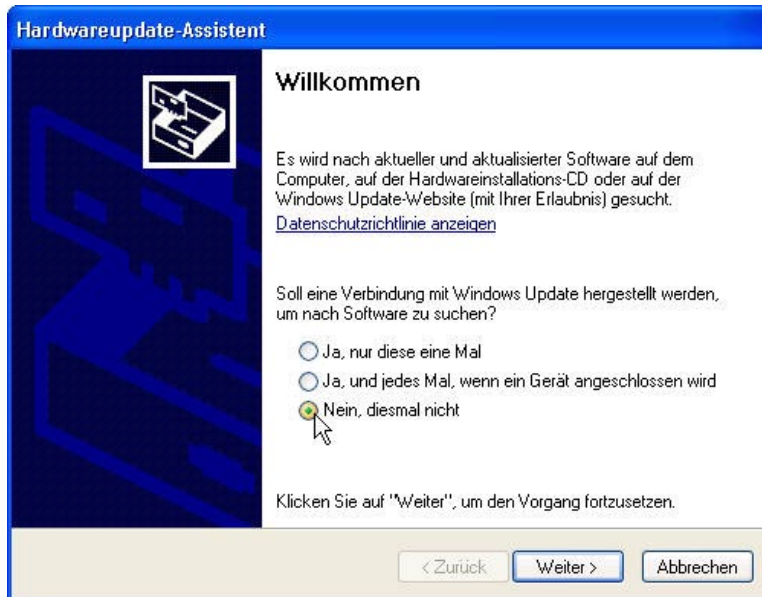 Hardwareupdate-Assistent
Willkommen
Es wird nach aktueller und aktualisierter Software auf dem
Computer, auf der Hardwareinstallations-CD oder auf der
Windows Update-Website (mit Ihrer Erlaubnis) gesucht.
Datenschutzrichtlinie anzeigen
Soll eine Verbindung mit Windows Update hergestellt werden,
um nach Software zu suchen?
Ja, nur diese eine Mal
Ja, und jedes Mal, wenn ein Gerät angeschlossen wird
Nein, diesmal nicht
Klicken Sie auf "Weiter", um den Vorgang fortzusetzen.
< Zurück Weiter > Abbrechen